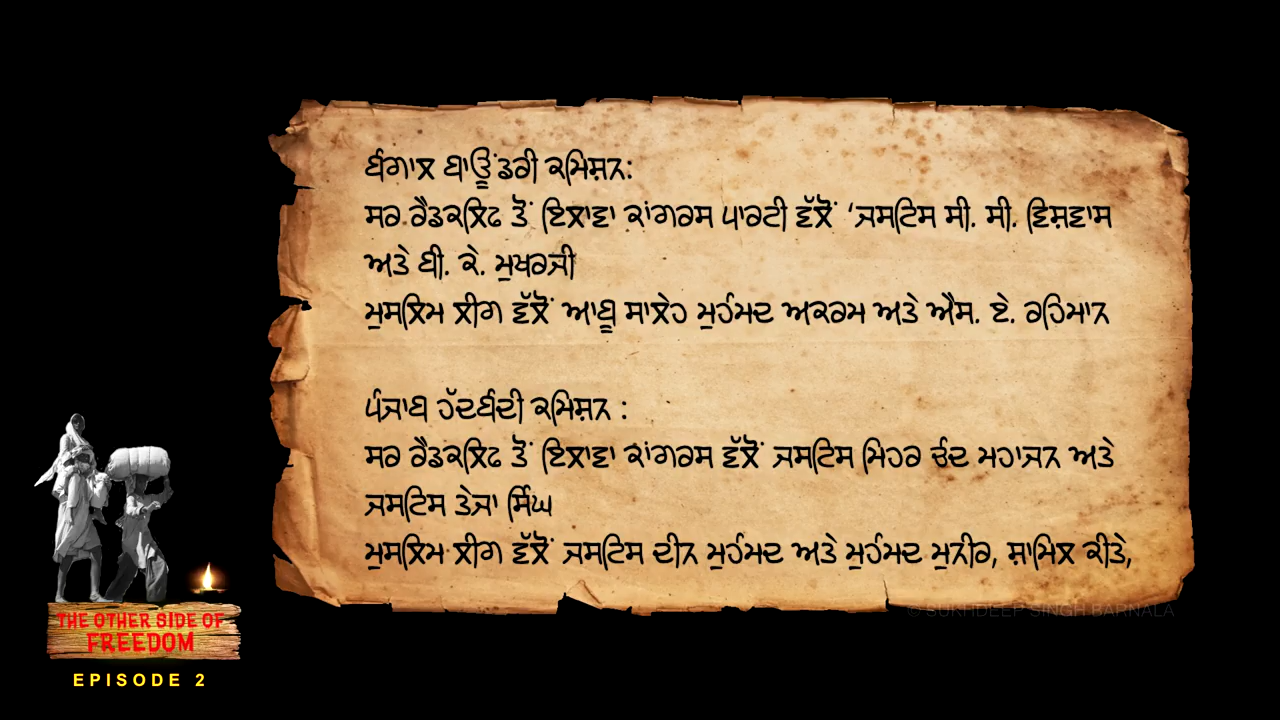 ਬੰਗਾਲ ਬਾਊਂਡਰੀ ਕਮਿਸ਼ਨ:
ਸਰ ਰੈਡਕਲਿਫ ਤੋਂ ਇਲਾਵਾ ਕਾਂਗਰਸ ਪਾਰਟੀ ਵੱਲੋਂ ‘ਜਸਟਿਸ ਸੀ. ਸੀ. ਵਿਸ਼ਵਾਸ
ਅਤੇ ਬੀ. ਕੇ. ਮੁਖਰਜੀ
ਮੁਸਲਿਮ ਲੀਗ ਵੱਲੋਂ ਆਬੂ ਸਾਲੇਹ ਮੁਹੰਮਦ ਅਕਰਮ ਅਤੇ ਐਸ. ਏ. ਰਹਿਮਾਨ
ਪੰਜਾਬ ਹੱਦਬੰਦੀ ਕਮਿਸ਼ਨ :
ਸਰ ਰੈਡਕਲਿਫ ਤੋਂ ਇਲਾਵਾ ਕਾਂਗਰਸ ਵੱਲੋਂ ਜਸਟਿਸ ਮਿਹਰ ਚੰਦ ਮਹਾਜਨ ਅਤੇ
ਜਸਟਿਸ ਤੇਜਾ ਸਿੰਘ
ਮੁਸਲਿਮ ਲੀਗ ਵੱਲੋਂ ਜਸਟਿਸ ਦੀਨ ਮੁਹੰਮਦ ਅਤੇ ਮੁਹੰਮਦ ਮੁਨੀਰ, ਸ਼ਾਮਿਲ ਕੀਤੇ,
© SUKHDEEP SINGH BARNALA
THE OTHER SIDE OF
FREEDOM
EPISODE 2